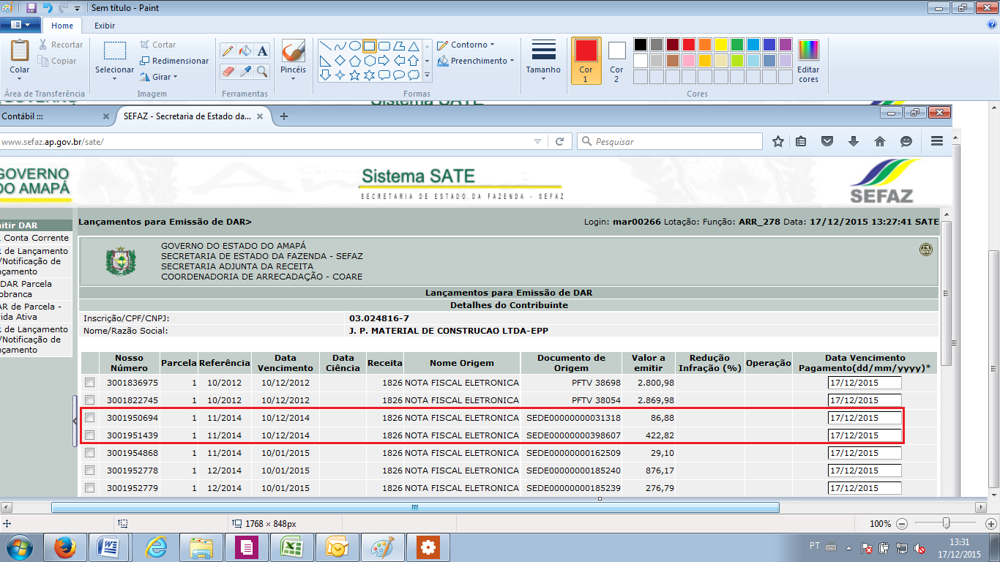 Sem título - Paint
Home
Exibir
Colar
Recortar
Copiar
Área de Transferência
Selecionar
Cortar
Redimensionar
Girar
Imagem
A
Ferramentas
Pincéis
Formas
Contorno
Preenchimento
Tamanho
Cor 1
Cor 2
Editar cores
Cores
Contábil :::
SEFAZ - Secretaria de Estado da...
www.sefaz.ap.gov.br/sate/
Pesquisar
GOVERNO
DO AMAPÁ
Sistema SATE
SECRETARIA DE ESTADO DA FAZENDA - SEFAZ
SEFAZ
itir DAR
Conta Corrente
de Lançamento
/Notificação de
nçamento
DAR Parcela
obranca
AR de Parcela -
vida Ativa
de Lançamento
/Notificação de
nçamento
Lançamentos para Emissão de DAR>
Login: mar00266 Lotação: Função: ARR_278 Data: 17/12/2015 13:27:41 SATE
GOVERNO DO ESTADO DO AMAPÁ
SECRETARIA DE ESTADO DA FAZENDA - SEFAZ
SECRETARIA ADJUNTA DA RECEITA
COORDENADORIA DE ARRECADAÇÃO - COARE
Lançamentos para Emissão de DAR
Detalhes do Contribuinte
Inscrição/CPF/CNPJ: 03.024816-7
Nome/Razão Social: J. P. MATERIAL DE CONSTRUCAO LTDA-EPP
Nosso Número Parcela Referência Data Vencimento Data Ciência Receita Nome Origem Documento de Origem Valor a emitir Redução Infração (%) Operação Data Vencimento Pagamento(dd/mm/yyyy)*
3001836975 1 10/2012 10/12/2012 1826 NOTA FISCAL ELETRONICA PFTV 38698 2.800,98 17/12/2015
3001822745 1 10/2012 10/12/2012 1826 NOTA FISCAL ELETRONICA PFTV 38054 2.869,98 17/12/2015
3001950694 1 11/2014 10/12/2014 1826 NOTA FISCAL ELETRONICA SEDE00000000031318 86,88 17/12/2015
3001951439 1 11/2014 10/12/2014 1826 NOTA FISCAL ELETRONICA SEDE00000000398607 422,82 17/12/2015
3001954868 1 11/2014 10/01/2015 1826 NOTA FISCAL ELETRONICA SEDE00000000162509 29,10 17/12/2015
3001952778 1 12/2014 10/01/2015 1826 NOTA FISCAL ELETRONICA SEDE00000000185240 876,17 17/12/2015
3001952779 1 12/2014 10/01/2015 1826 NOTA FISCAL ELETRONICA SEDE00000000185239 276,79 17/12/2015
1768 × 848px
100%
PT
13:31
17/12/2015